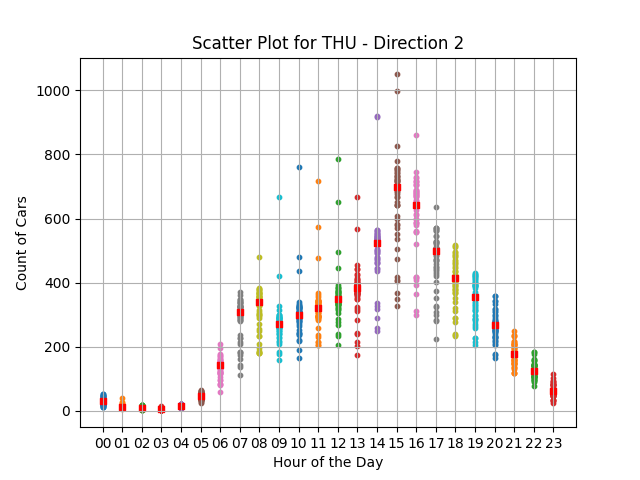 Scatter Plot for THU - Direction 2
Count of Cars
1000
800
600
400
200
0
00 01 02 03 04 05 06 07 08 09 10 11 12 13 14 15 16 17 18 19 20 21 22 23
Hour of the Day